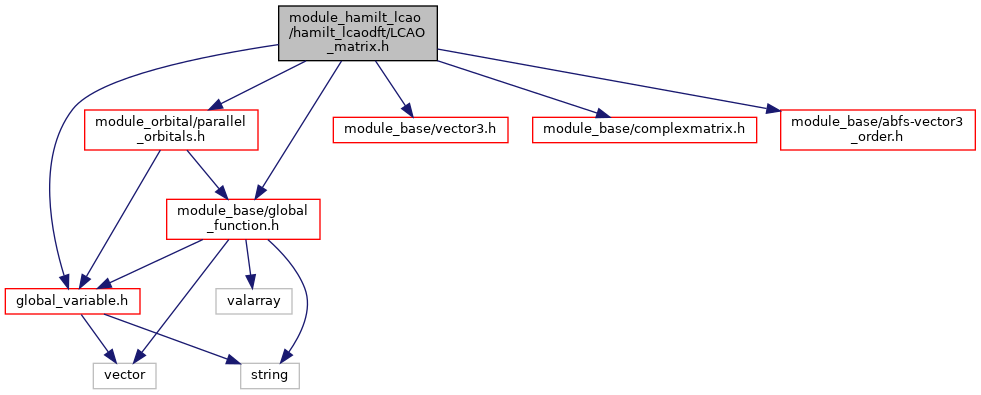 module_hamilt_lcao
/hamilt_lcaodft/LCAO
_matrix.h
module_orbital/parallel
_orbitals.h
module_base/vector3.h
module_base/complexmatrix.h
module_base/abfs-vector3
_order.h
module_base/global
_function.h
global_variable.h
valarray
vector
string